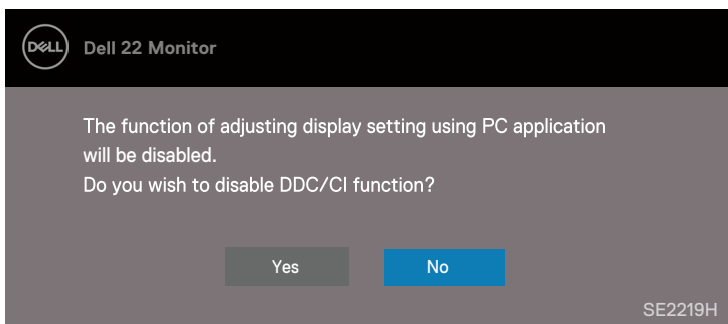 DELL Dell 22 Monitor
The function of adjusting display setting using PC application
will be disabled.
Do you wish to disable DDC/CI function?
Yes No
SE2219H